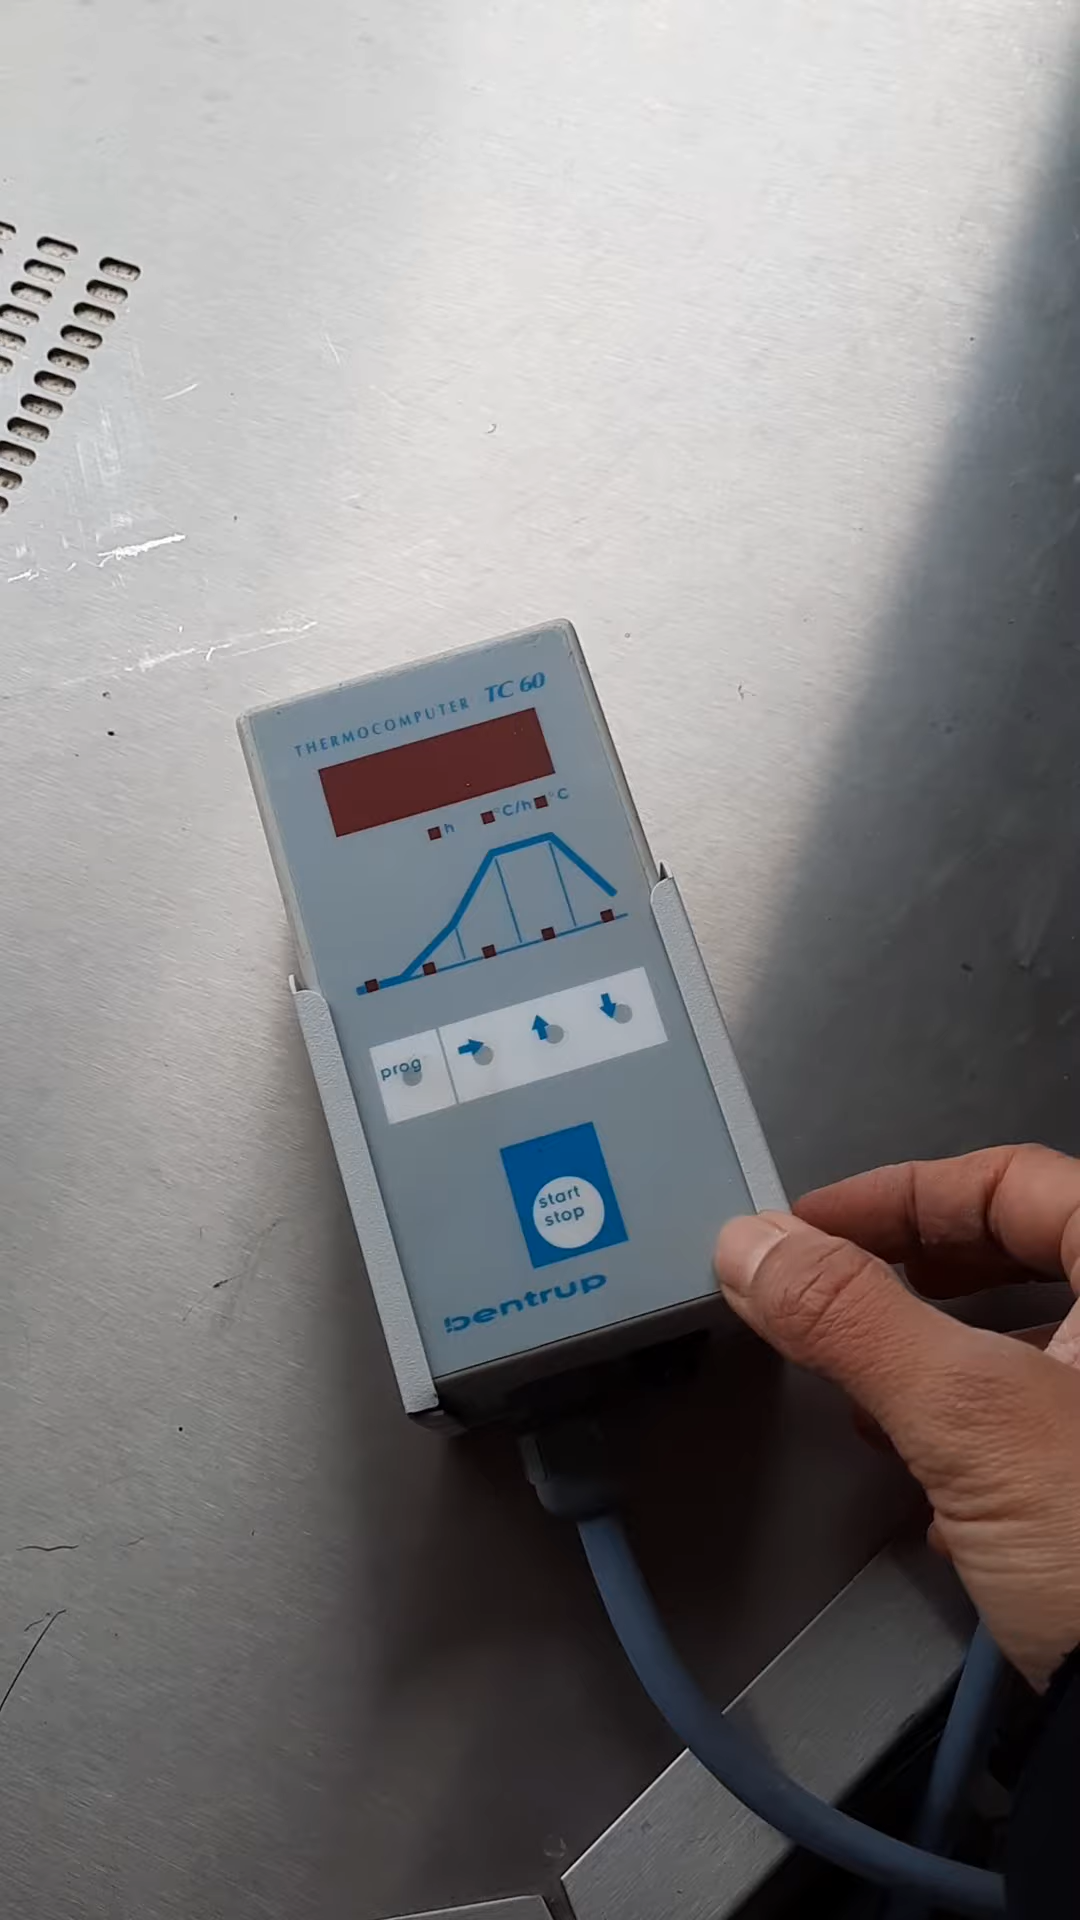 THERMOCOMPUTER TC 60
h °C/h °C
prog
start
stop
bentrup